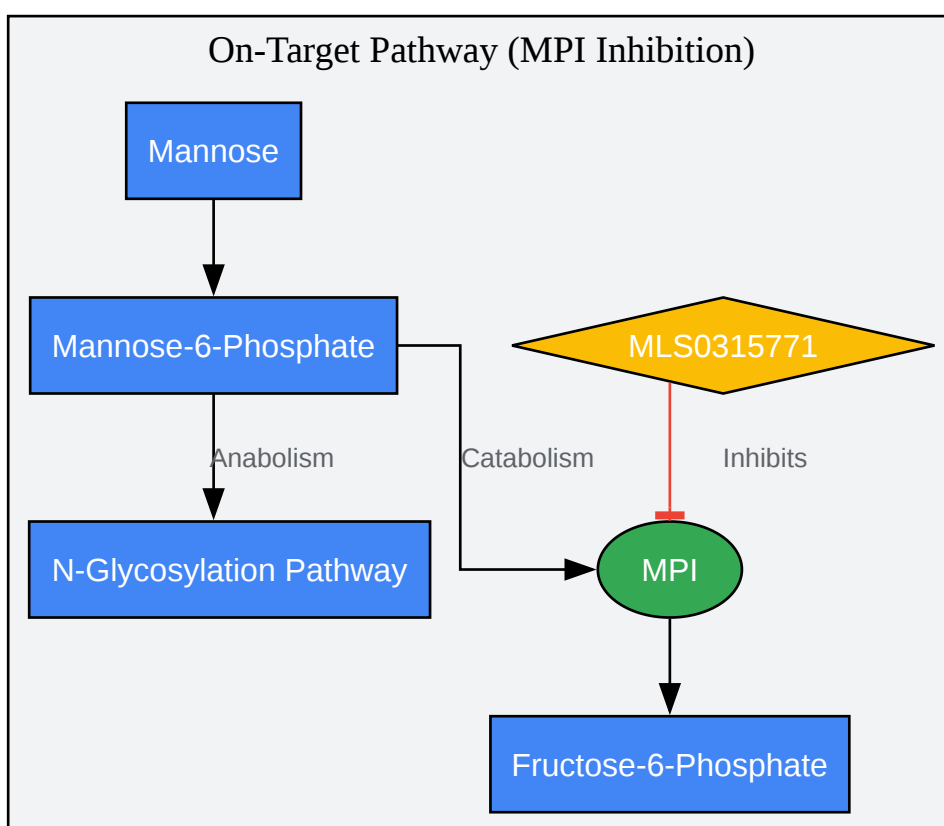 On-Target Pathway (MPI Inhibition)
Mannose
Mannose-6-Phosphate
MLS0315771
Anabolism
Catabolism
Inhibits
N-Glycosylation Pathway
MPI
Fructose-6-Phosphate